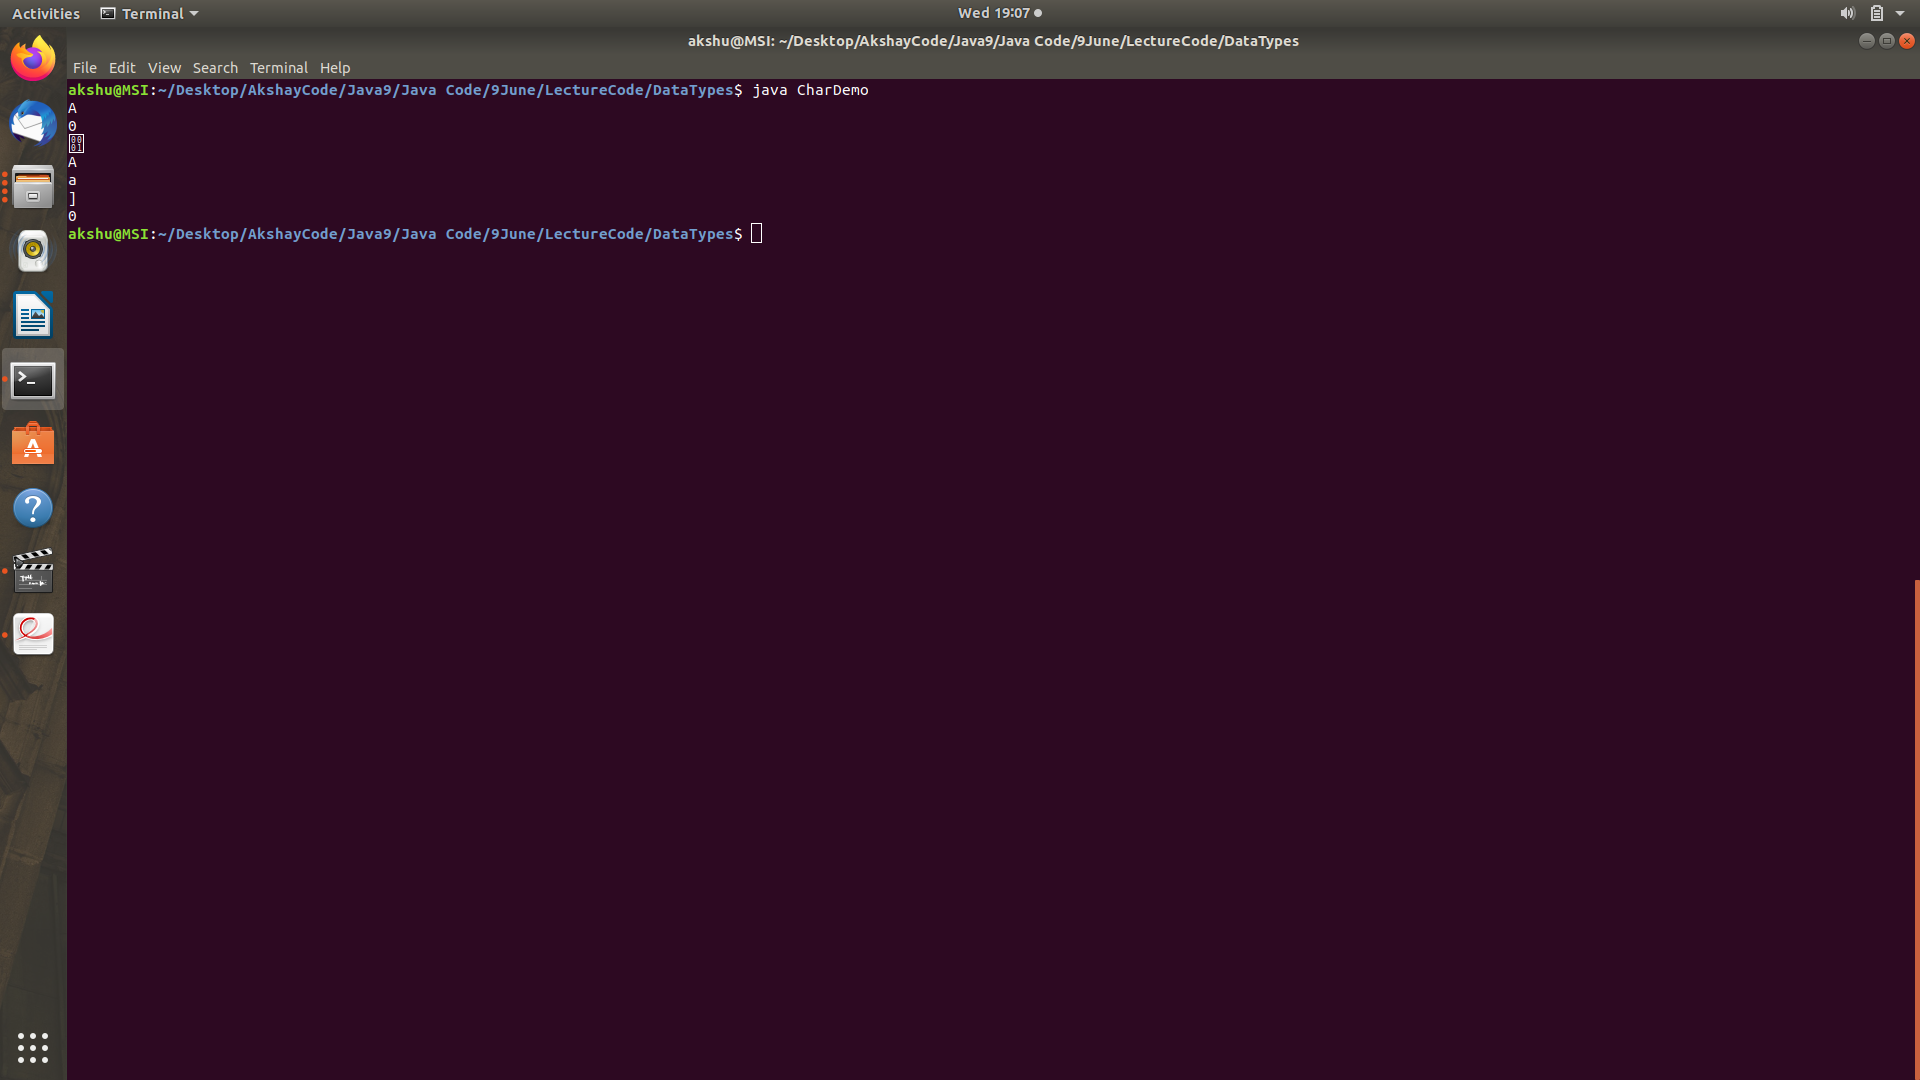 Activities Terminal Wed 19:07
akshu@MSI: ~/Desktop/AkshayCode/Java9/Java Code/9June/LectureCode/DataTypes
File Edit View Search Terminal Help
akshu@MSI:~/Desktop/AkshayCode/Java9/Java Code/9June/LectureCode/DataTypes$ java CharDemo
A
0
0001
A
a
]
0
akshu@MSI:~/Desktop/AkshayCode/Java9/Java Code/9June/LectureCode/DataTypes$